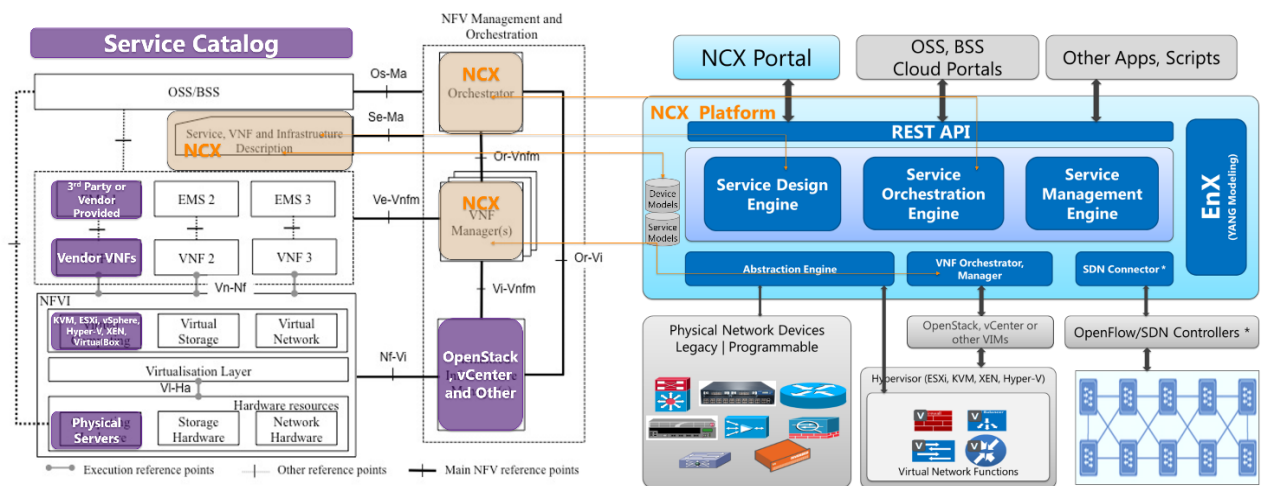 Service Catalog
NFV Management and
Orchestration
Os-Ma
OSS/BSS
NCX
Orchestrator
Se-Ma
Service, VNF and Infrastructure
Description
NCX
Or-Vnfm
3rd Party or
Vendor
Provided
EMS 2
EMS 3
Ve-Vnfm
NCX
VNF
Manager(s)
Vendor VNFs
VNF 2
VNF 3
Or-Vi
Vn-Nf
Vi-Vnfm
NFVI
KVM, ESXi, vSphere,
Hyper-V, XEN,
VirtualBox
Virtual
Storage
Virtual
Network
Nf-Vi
OpenStack
vCenter
and Other
Virtualisation Layer
Vl-Ha
Hardware resources
Physical
Servers
Storage
Hardware
Network
Hardware
Execution reference points
Other reference points
Main NFV reference points
NCX Portal
OSS, BSS
Cloud Portals
Other Apps, Scripts
NCX Platform
REST API
Service Design
Engine
Service
Orchestration
Engine
Service
Management
Engine
EnX
(YANG Modeling)
Device
Models
Service
Models
Abstraction Engine
VNF Orchestrator,
Manager
SDN Connector *
Physical Network Devices
Legacy | Programmable
OpenStack, vCenter or
other VIMs
OpenFlow/SDN Controllers *
Hypervisor (ESXi, KVM, XEN, Hyper-V)
V
V
V
V
Virtual Network Functions